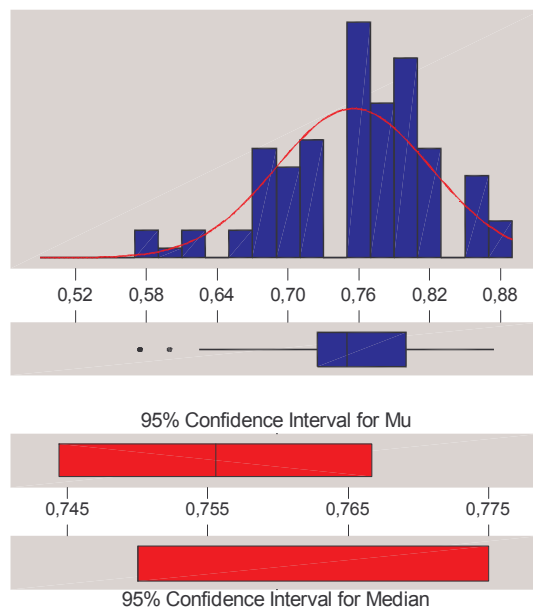 0,52 0,58 0,64 0,70 0,76 0,82 0,88
95% Confidence Interval for Mu
0,745 0,755 0,765 0,775
95% Confidence Interval for Median